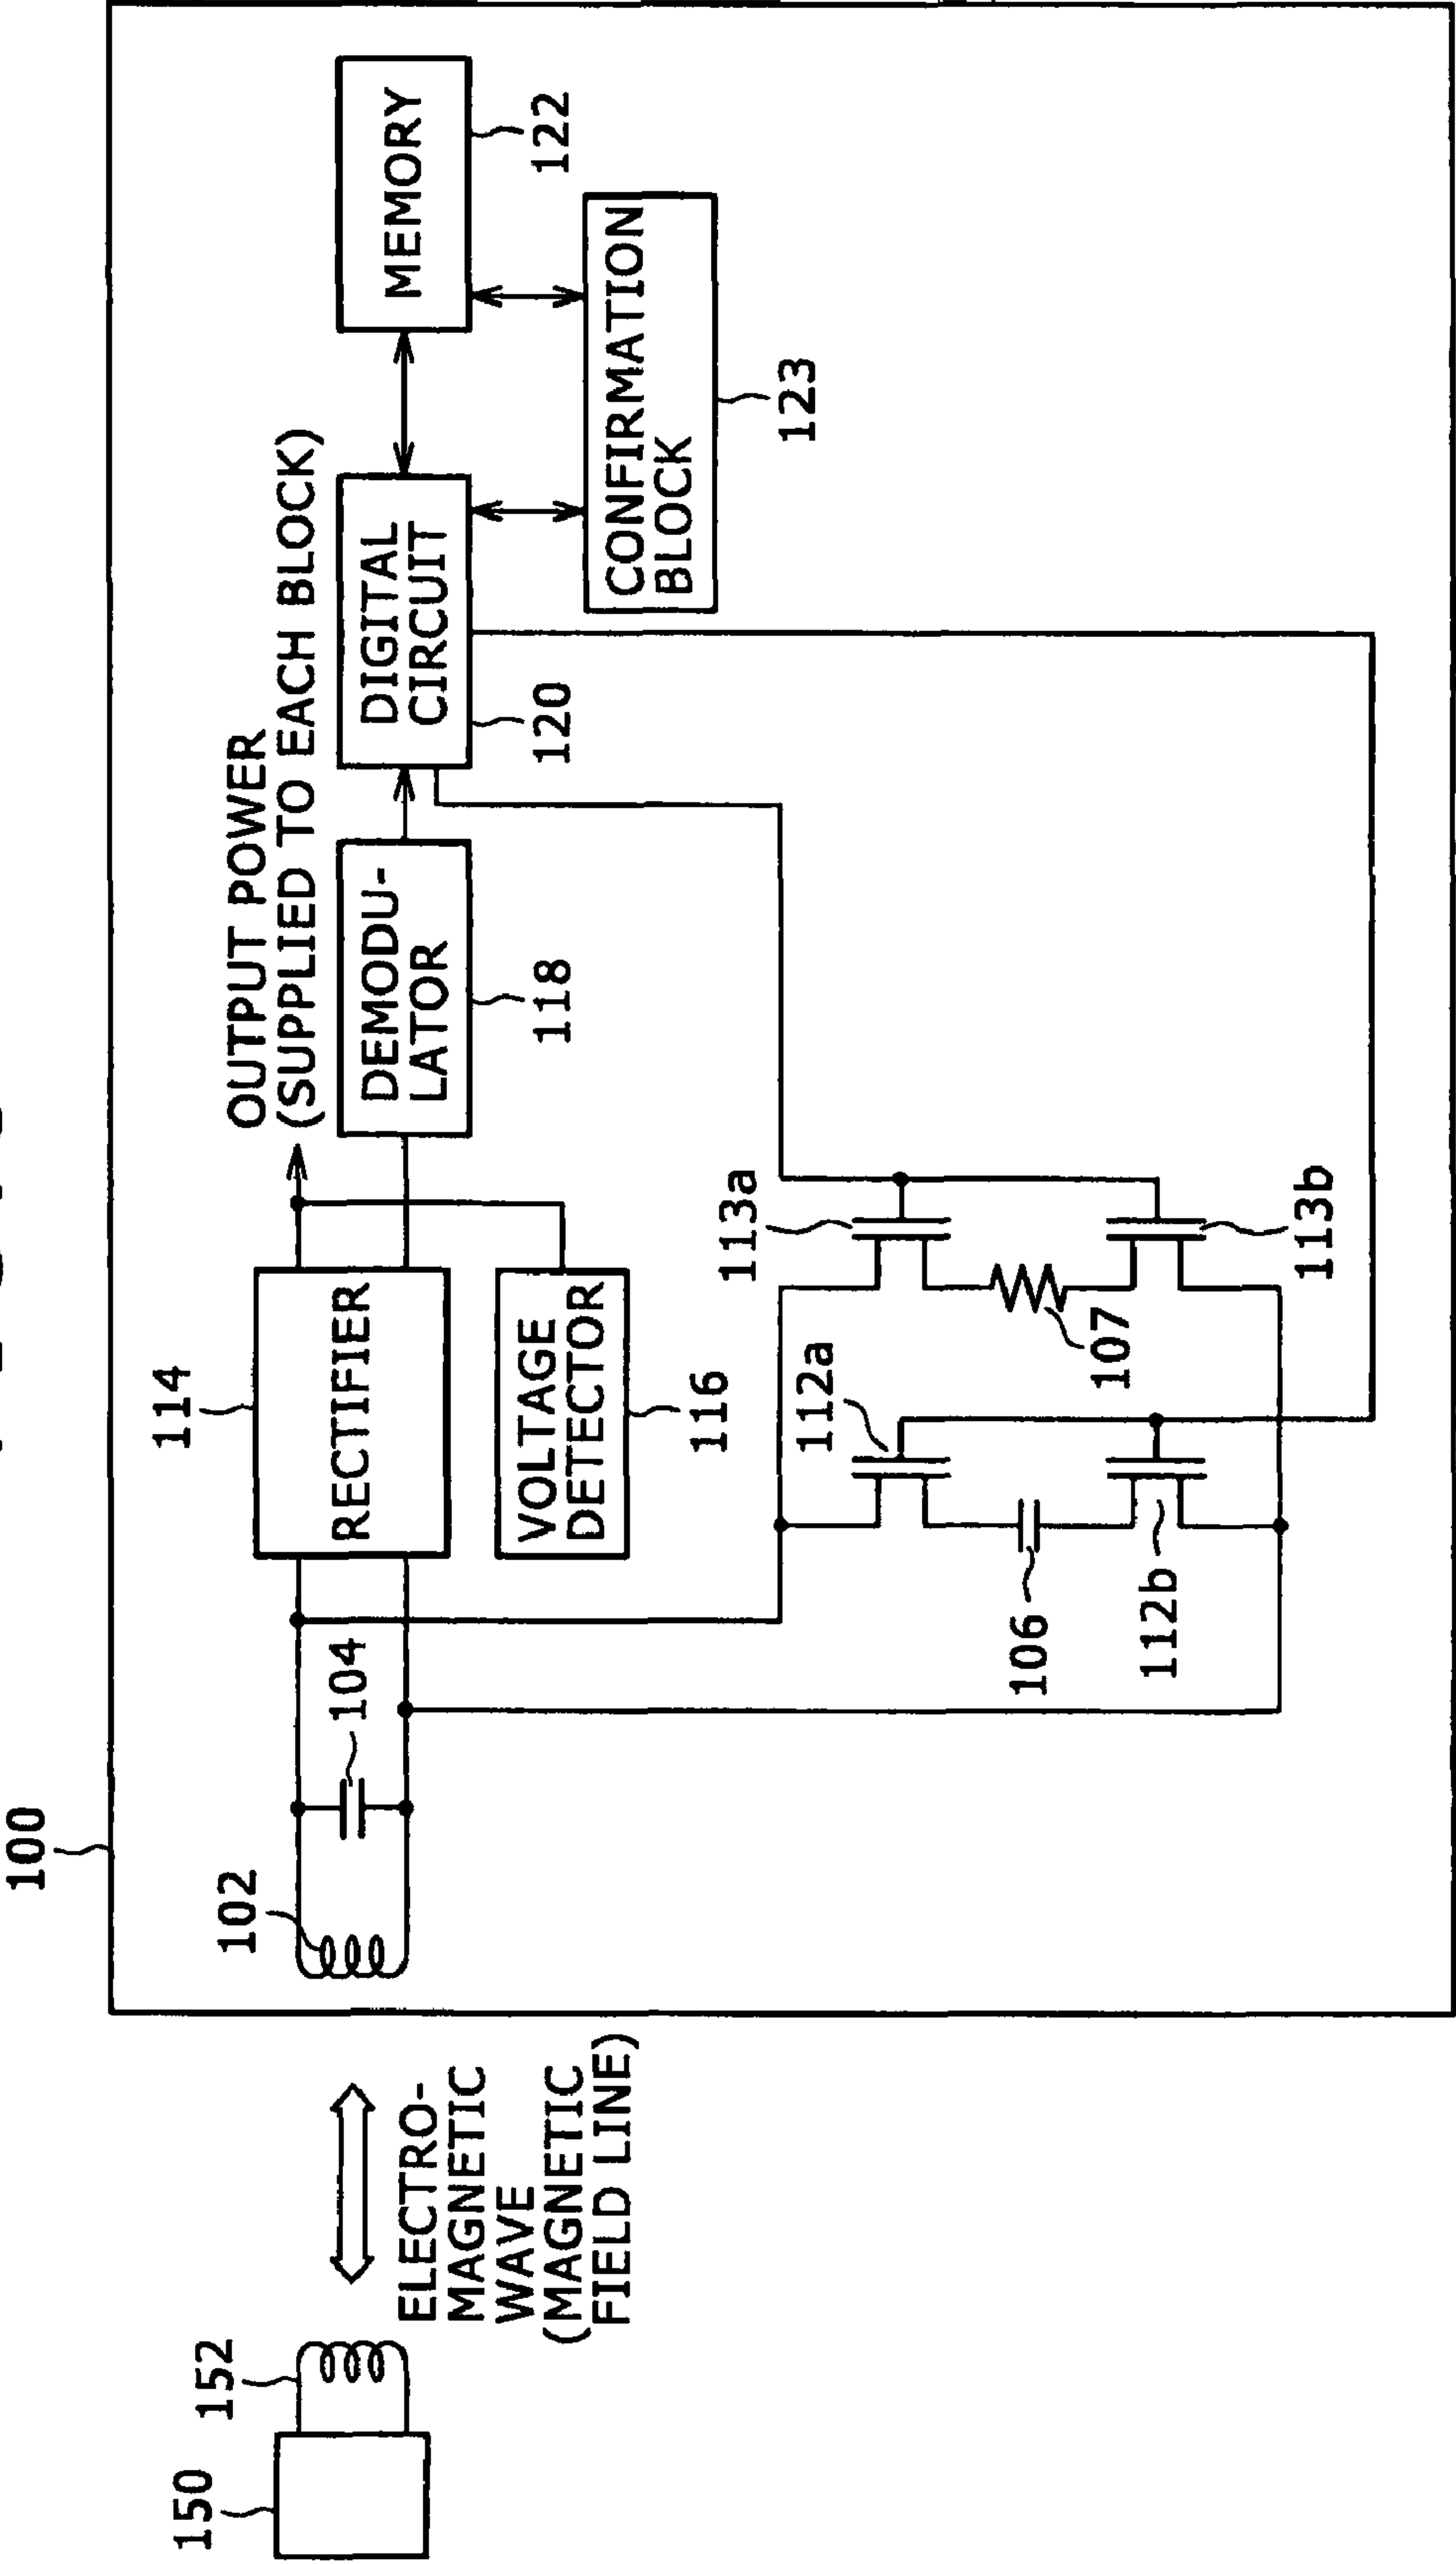 100
150
152
ELECTRO-
MAGNETIC
WAVE
(MAGNETIC
FIELD LINE)
102
104
114
RECTIFIER
OUTPUT POWER
(SUPPLIED TO EACH BLOCK)
VOLTAGE
DETECTOR
116
DEMODU-
LATOR
118
DIGITAL
CIRCUIT
120
MEMORY
122
CONFIRMATION
BLOCK
123
112a
106
112b
113a
107
113b